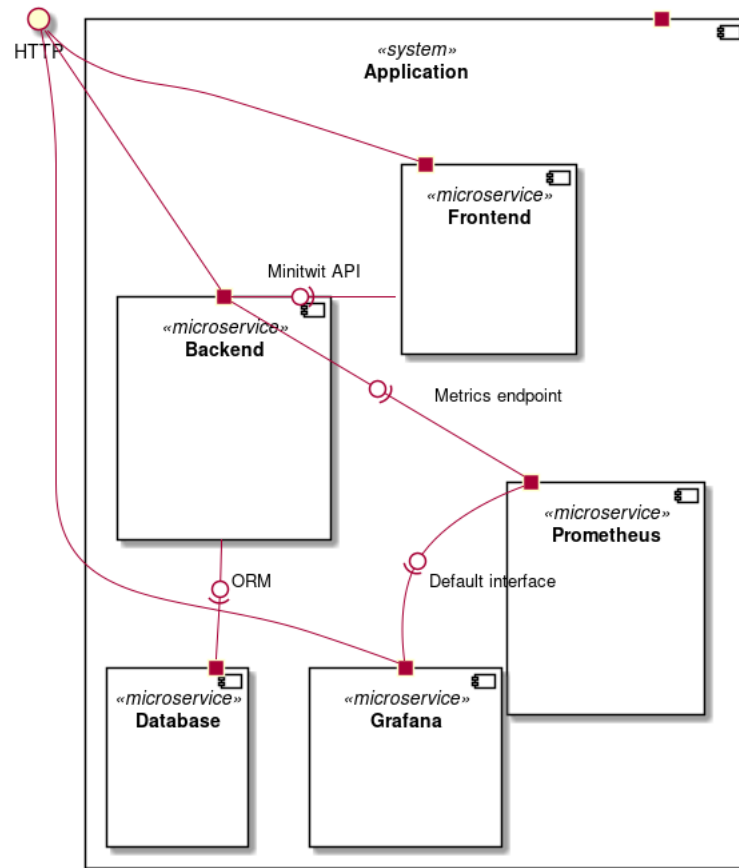 HTTP
«system»
Application
«microservice»
Frontend
Minitwit API
«microservice»
Backend
Metrics endpoint
«microservice»
Prometheus
ORM
Default interface
«microservice»
Database
«microservice»
Grafana